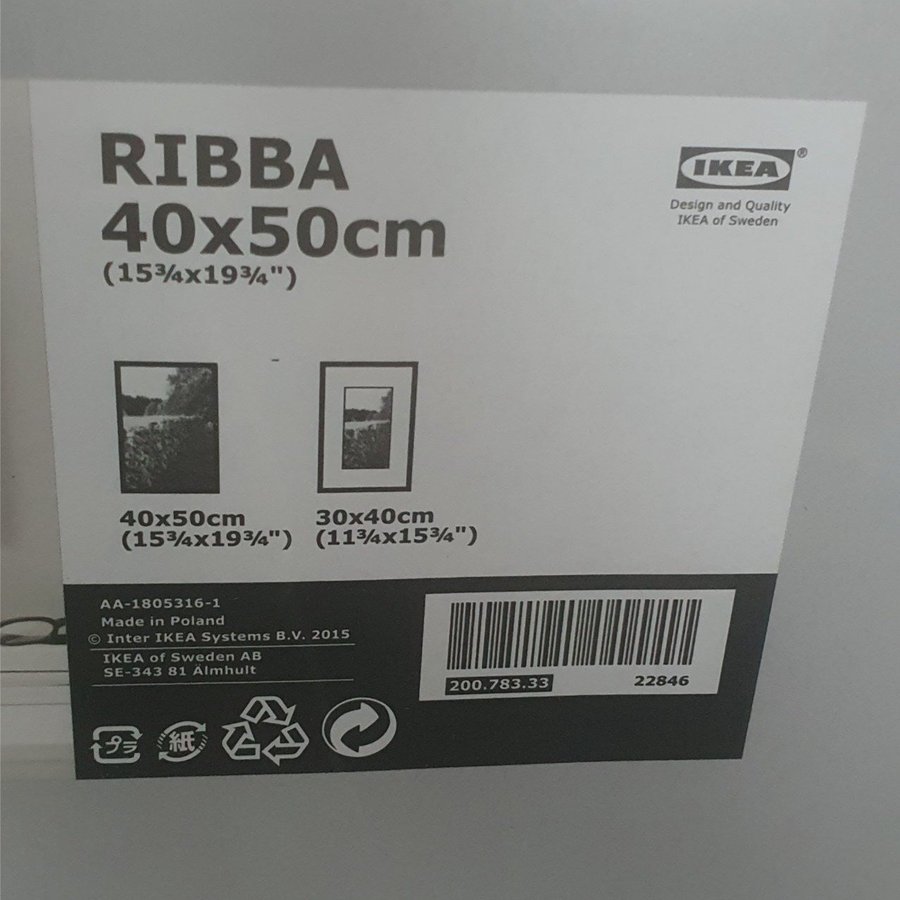 RIBBA
40x50cm
(15¾x19¾")
IKEA®
Design and Quality
IKEA of Sweden
40x50cm
(15¾x19¾")
30x40cm
(11¾x15¾")
AA-1805316-1
Made in Poland
© Inter IKEA Systems B.V. 2015
IKEA of Sweden AB
SE-343 81 Älmhult
200.783.33
22846
プラ
紙